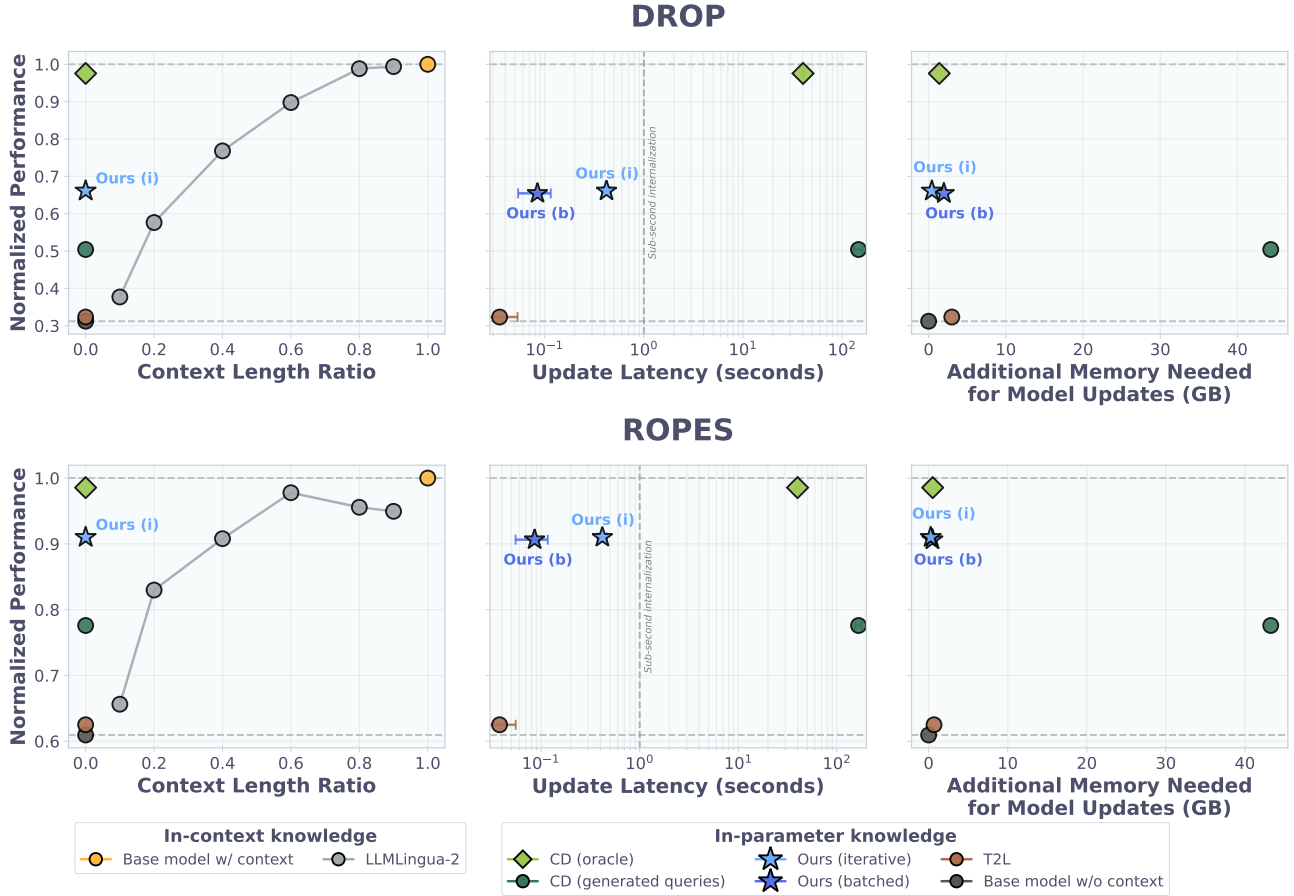 DROP
Normalized Performance
1.0
0.9
0.8
0.7
0.6
0.5
0.4
0.3
Ours (i)
0.0 0.2 0.4 0.6 0.8 1.0
Context Length Ratio
Ours (i)
Ours (b)
Sub-second internalization
10⁻¹ 10⁰ 10¹ 10²
Update Latency (seconds)
Ours (i)
Ours (b)
0 10 20 30 40
Additional Memory Needed
for Model Updates (GB)
ROPES
Normalized Performance
1.0
0.9
0.8
0.7
0.6
Ours (i)
0.0 0.2 0.4 0.6 0.8 1.0
Context Length Ratio
Ours (i)
Ours (b)
Sub-second internalization
10⁻¹ 10⁰ 10¹ 10²
Update Latency (seconds)
Ours (i)
Ours (b)
0 10 20 30 40
Additional Memory Needed
for Model Updates (GB)
In-context knowledge
Base model w/ context LLMLingua-2
In-parameter knowledge
CD (oracle) Ours (iterative) T2L
CD (generated queries) Ours (batched) Base model w/o context